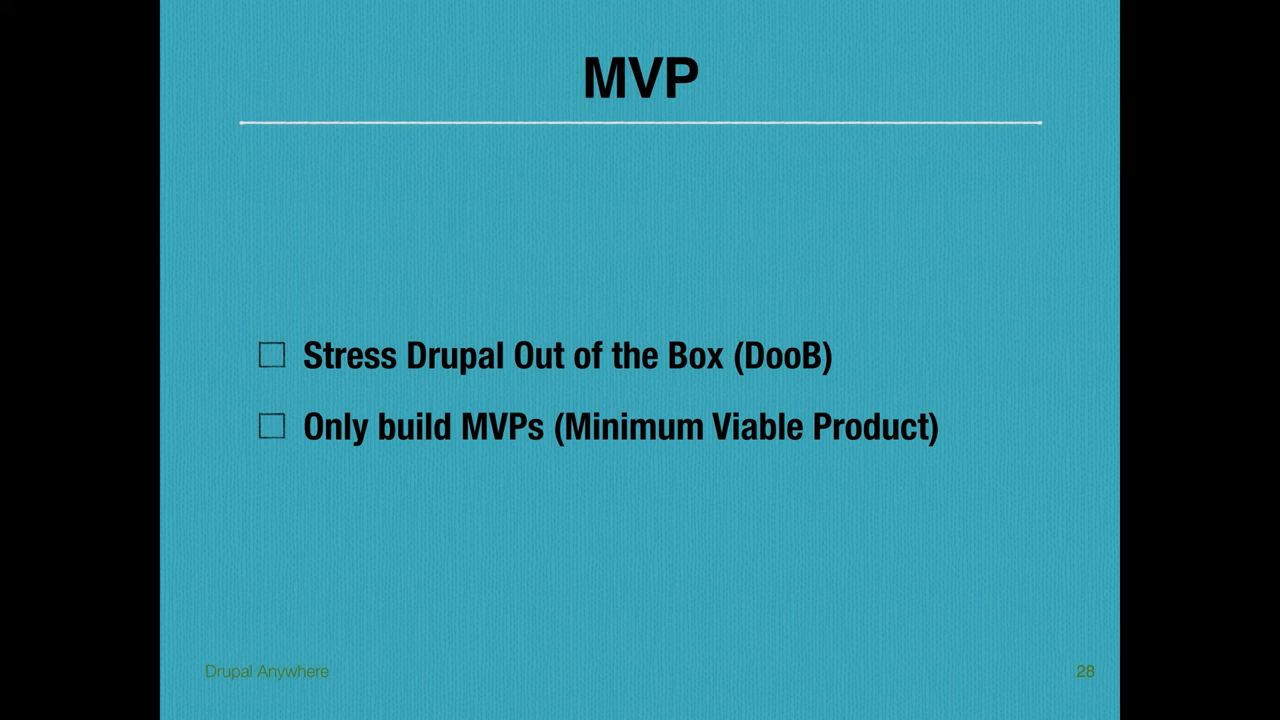 MVP
Stress Drupal Out of the Box (DooB)
Only build MVPs (Minimum Viable Product)
Drupal Anywhere
28